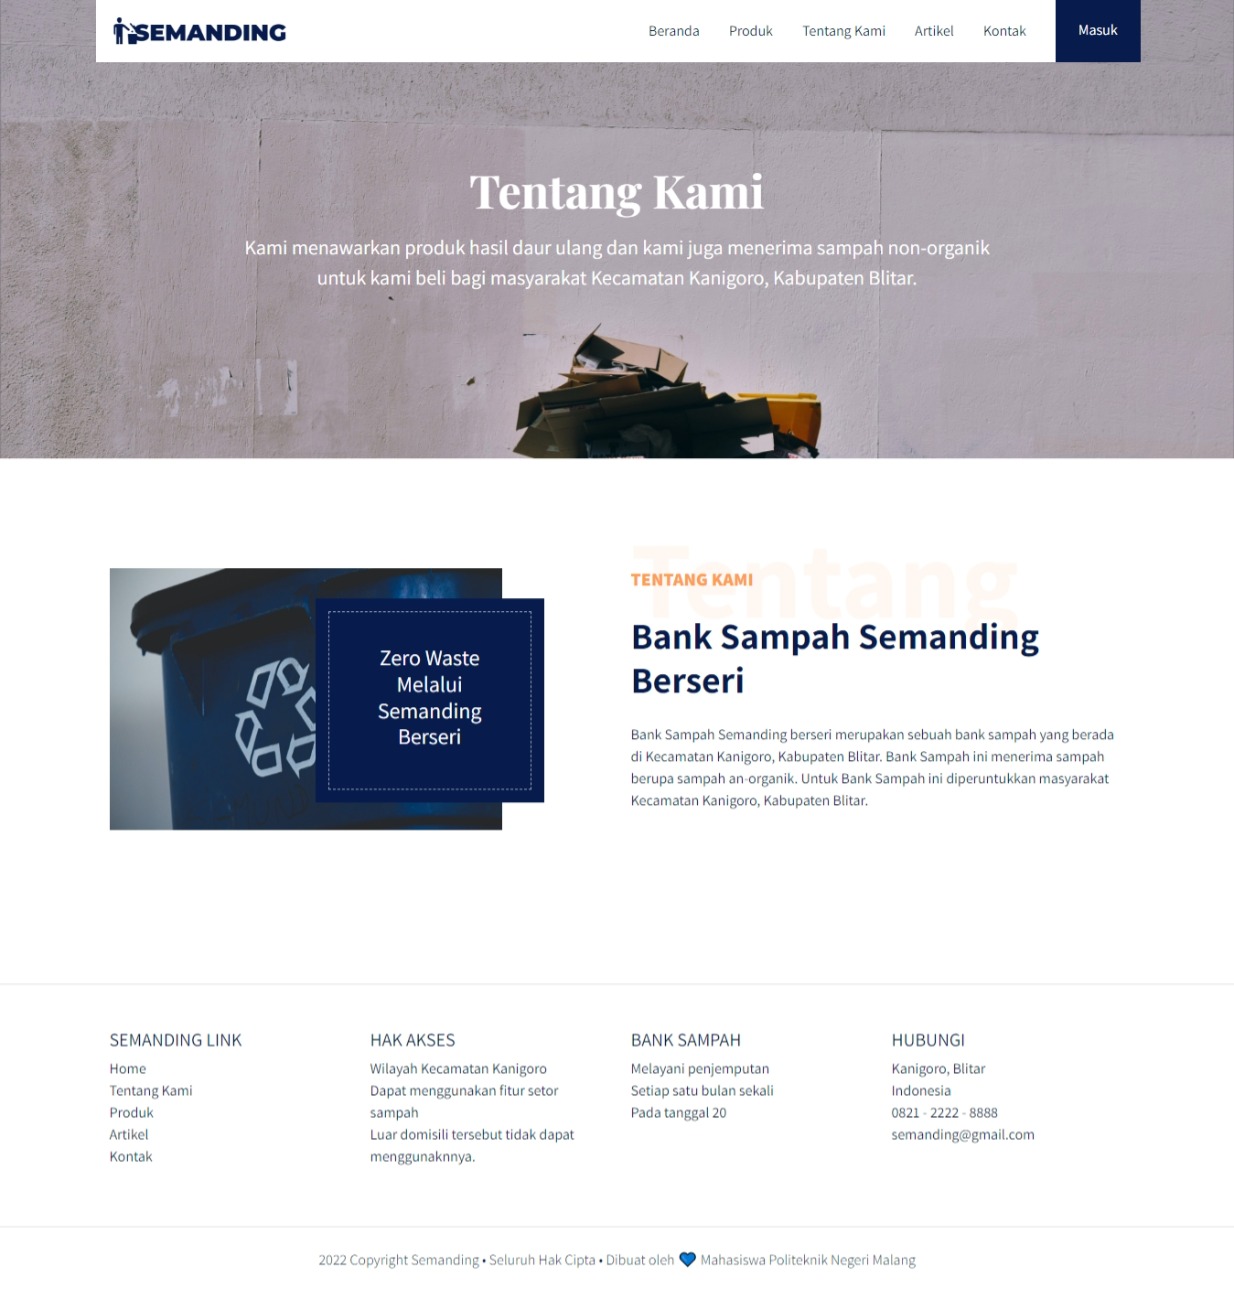 SEMANDING
Beranda
Produk
Tentang Kami
Artikel
Kontak
Masuk
Tentang Kami
Kami menawarkan produk hasil daur ulang dan kami juga menerima sampah non-organik
untuk kami beli bagi masyarakat Kecamatan Kanigoro, Kabupaten Blitar.
Zero Waste
Melalui
Semanding
Berseri
Tentang
TENTANG KAMI
Bank Sampah Semanding
Berseri
Bank Sampah Semanding berseri merupakan sebuah bank sampah yang berada
di Kecamatan Kanigoro, Kabupaten Blitar. Bank Sampah ini menerima sampah
berupa sampah an-organik. Untuk Bank Sampah ini diperuntukkan masyarakat
Kecamatan Kanigoro, Kabupaten Blitar.
SEMANDING LINK
Home
Tentang Kami
Produk
Artikel
Kontak
HAK AKSES
Wilayah Kecamatan Kanigoro
Dapat menggunakan fitur setor
sampah
Luar domisili tersebut tidak dapat
menggunaknnya.
BANK SAMPAH
Melayani penjemputan
Setiap satu bulan sekali
Pada tanggal 20
HUBUNGI
Kanigoro, Blitar
Indonesia
0821 - 2222 - 8888
semanding@gmail.com
2022 Copyright Semanding • Seluruh Hak Cipta • Dibuat oleh 💙 Mahasiswa Politeknik Negeri Malang